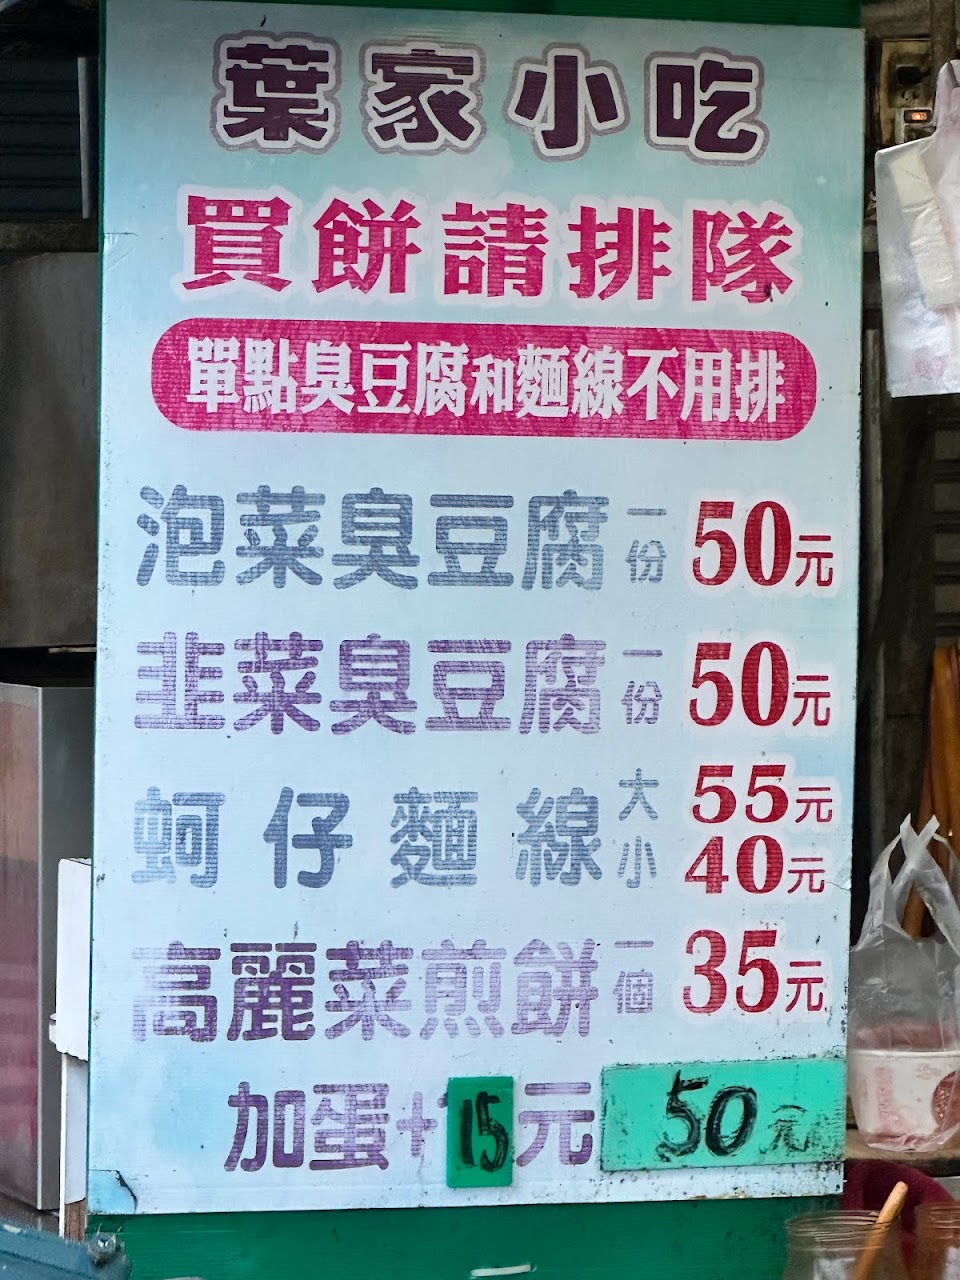 葉家小吃
買餅請排隊
單點臭豆腐和麵線不用排
泡菜臭豆腐一份50元
韭菜臭豆腐一份50元
蚵仔麵線大55元
小40元
高麗菜煎餅一個35元
加蛋+15元 50元